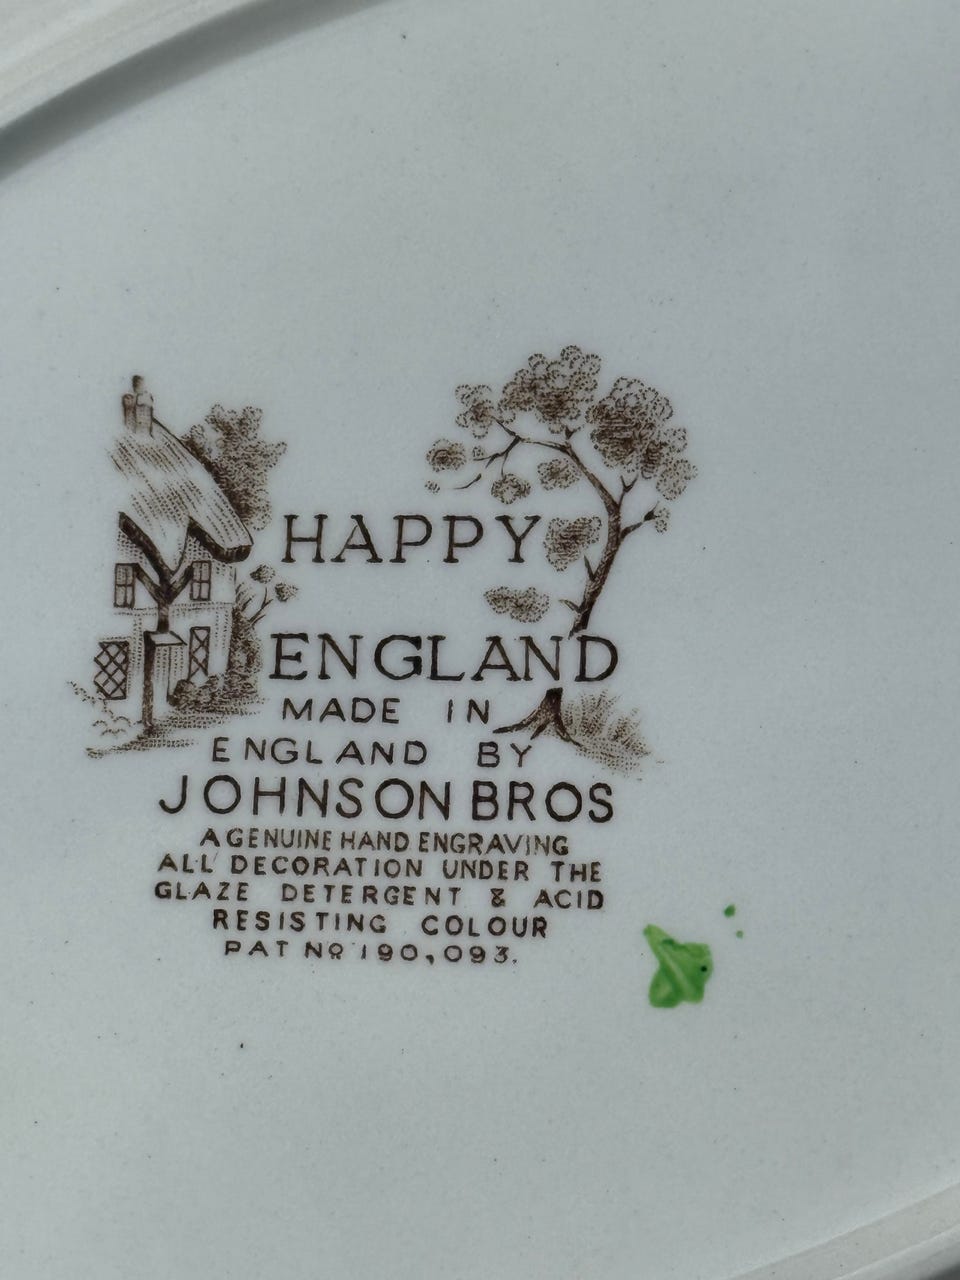 HAPPY
ENGLAND
MADE IN
ENGLAND BY
JOHNSON BROS
A GENUINE HAND ENGRAVING
ALL DECORATION UNDER THE
GLAZE DETERGENT & ACID
RESISTING COLOUR
PAT Nº 190,093.